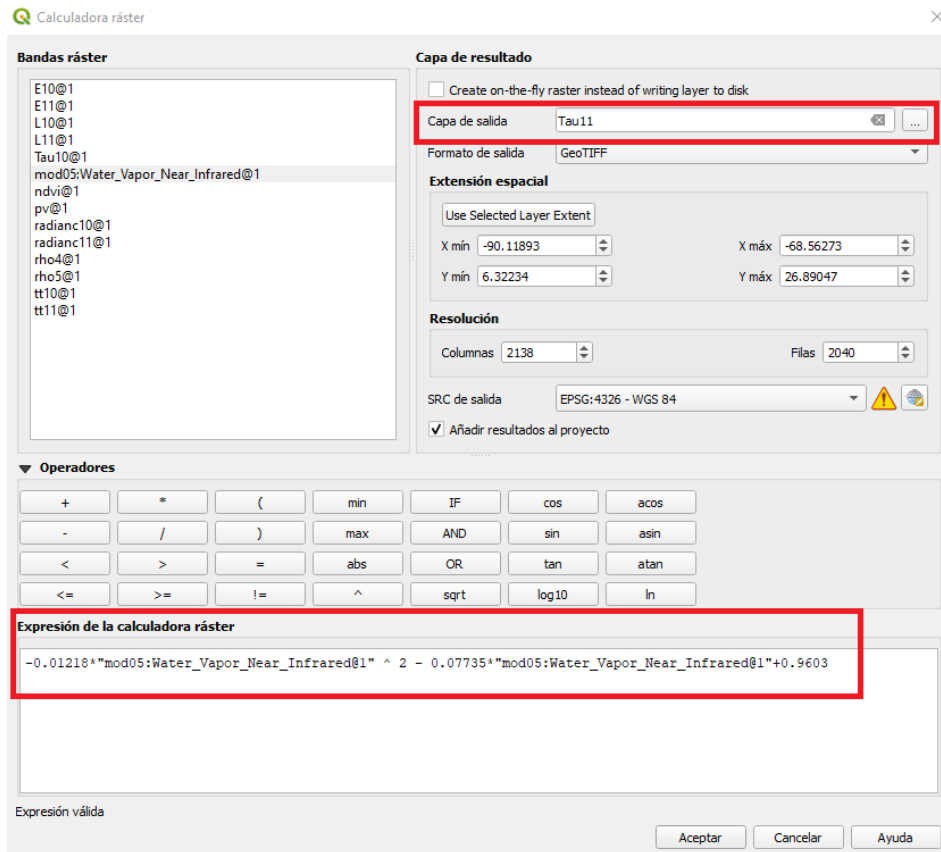 Calculadora ráster
Bandas ráster
E10@1
E11@1
L10@1
L11@1
Tau10@1
mod05:Water_Vapor_Near_Infrared@1
ndvi@1
pv@1
radianc10@1
radianc11@1
rho4@1
rho5@1
tt10@1
tt11@1
Capa de resultado
Create on-the-fly raster instead of writing layer to disk
Capa de salida Tau11 ...
Formato de salida GeoTIFF
Extensión espacial
Use Selected Layer Extent
X mín -90.11893 X máx -68.56273
Y mín 6.32234 Y máx 26.89047
Resolución
Columnas 2138 Filas 2040
SRC de salida EPSG:4326 - WGS 84
Añadir resultados al proyecto
Operadores
+ * ( min IF cos acos
- / ) max AND sin asin
< > = abs OR tan atan
<= >= != ^ sqrt log10 ln
Expresión de la calculadora ráster
-0.01218*"mod05:Water_Vapor_Near_Infrared@1" ^ 2 - 0.07735*"mod05:Water_Vapor_Near_Infrared@1"+0.9603
Expresión válida
Aceptar Cancelar Ayuda